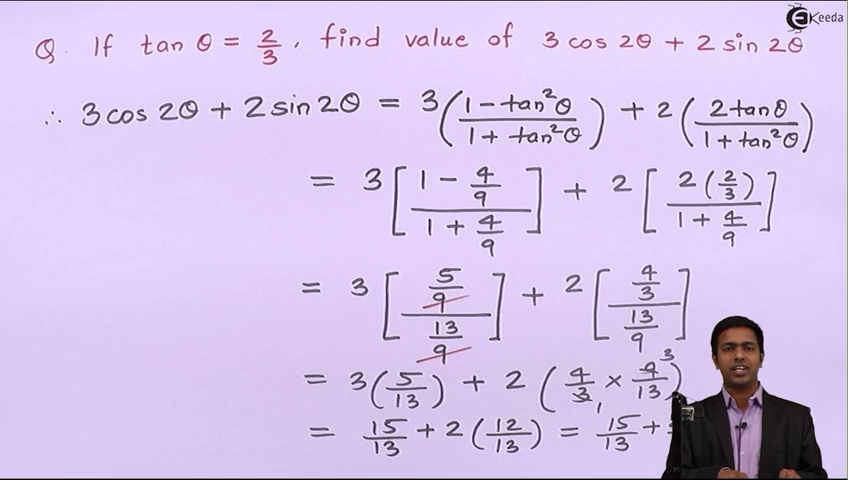 Ekeeda
Q. If tan θ = 2/3, find value of 3 cos 2θ + 2 sin 2θ
∴ 3 cos 2θ + 2 sin 2θ = 3 ( (1 - tan²θ) / (1 + tan²θ) ) + 2 ( (2 tan θ) / (1 + tan²θ) )
= 3 [ (1 - 4/9) / (1 + 4/9) ] + 2 [ (2 (2/3)) / (1 + 4/9) ]
= 3 [ (5/9) / (13/9) ] + 2 [ (4/3) / (13/9) ]
= 3 ( 5/13 ) + 2 ( 4/3 1 × 9 3/13 )
= 15/13 + 2 ( 12/13 ) = 15/13 +